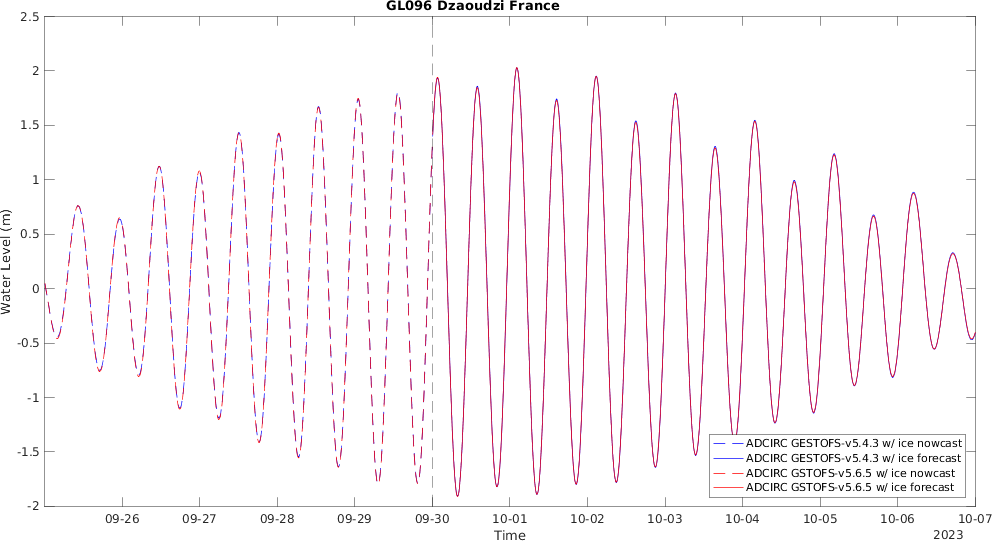 GL096 Dzaoudzi France
2.5
2
1.5
1
0.5
0
-0.5
-1
-1.5
-2
Water Level (m)
09-26 09-27 09-28 09-29 09-30 10-01 10-02 10-03 10-04 10-05 10-06 10-07
Time
2023
ADCIRC GESTOFS-v5.4.3 w/ ice nowcast
ADCIRC GESTOFS-v5.4.3 w/ ice forecast
ADCIRC GSTOFS-v5.6.5 w/ ice nowcast
ADCIRC GSTOFS-v5.6.5 w/ ice forecast